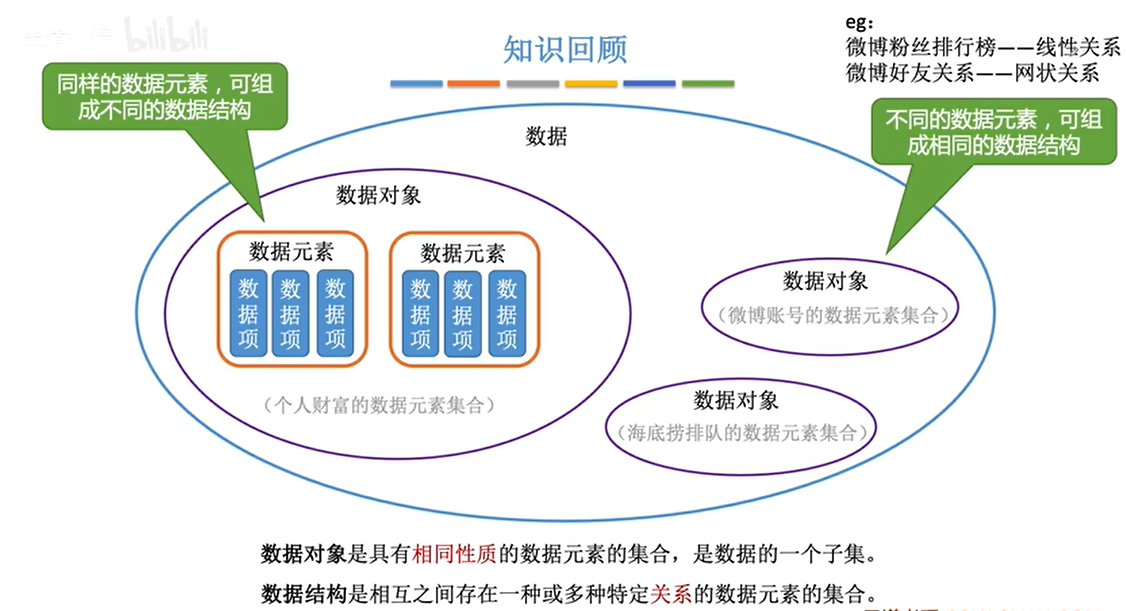 bilibili
知识回顾
eg：
微博粉丝排行榜——线性关系
微博好友关系——网状关系
同样的数据元素，可组
成不同的数据结构
不同的数据元素，可组
成相同的数据结构
数据
数据对象
数据元素
数据项
数据项
数据项
数据元素
数据项
数据项
数据项
（个人财富的数据元素集合）
数据对象
（微博账号的数据元素集合）
数据对象
（海底捞排队的数据元素集合）
数据对象是具有相同性质的数据元素的集合，是数据的一个子集。
数据结构是相互之间存在一种或多种特定关系的数据元素的集合。